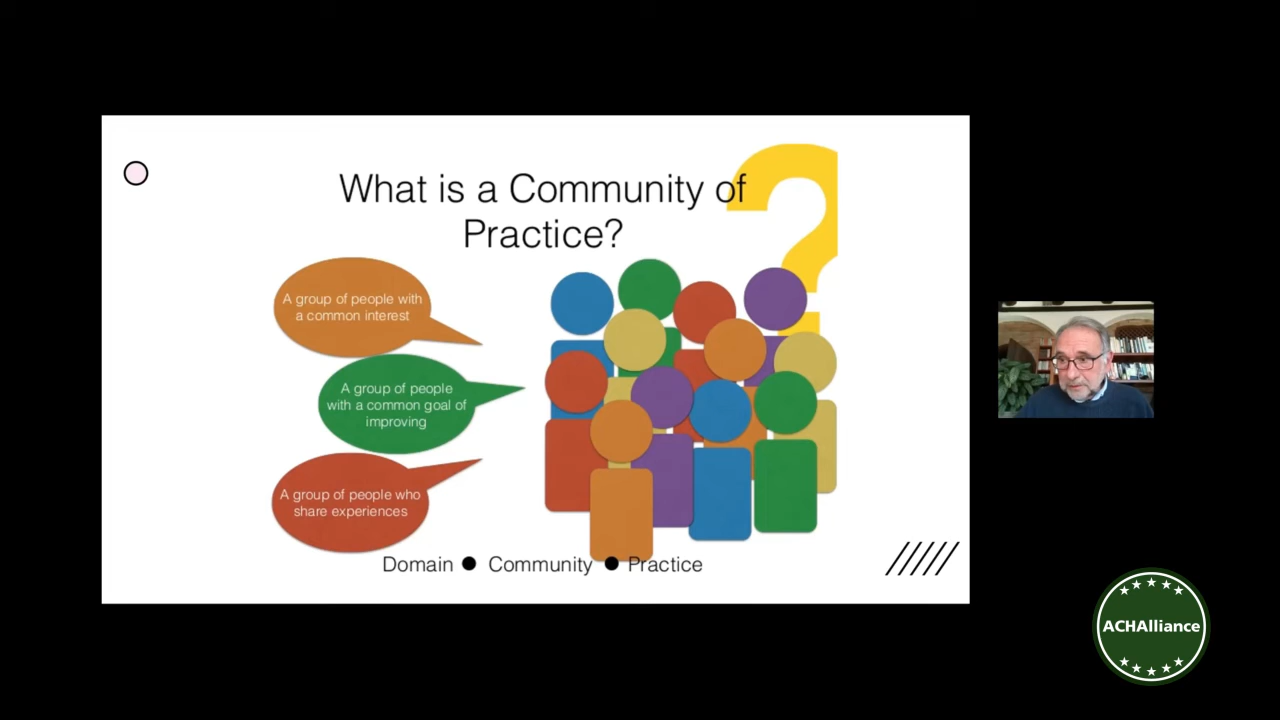 What is a Community of
Practice?
A group of people with
a common interest
A group of people
with a common goal of
improving
A group of people who
share experiences
Domain ● Community ● Practice
ACHAlliance